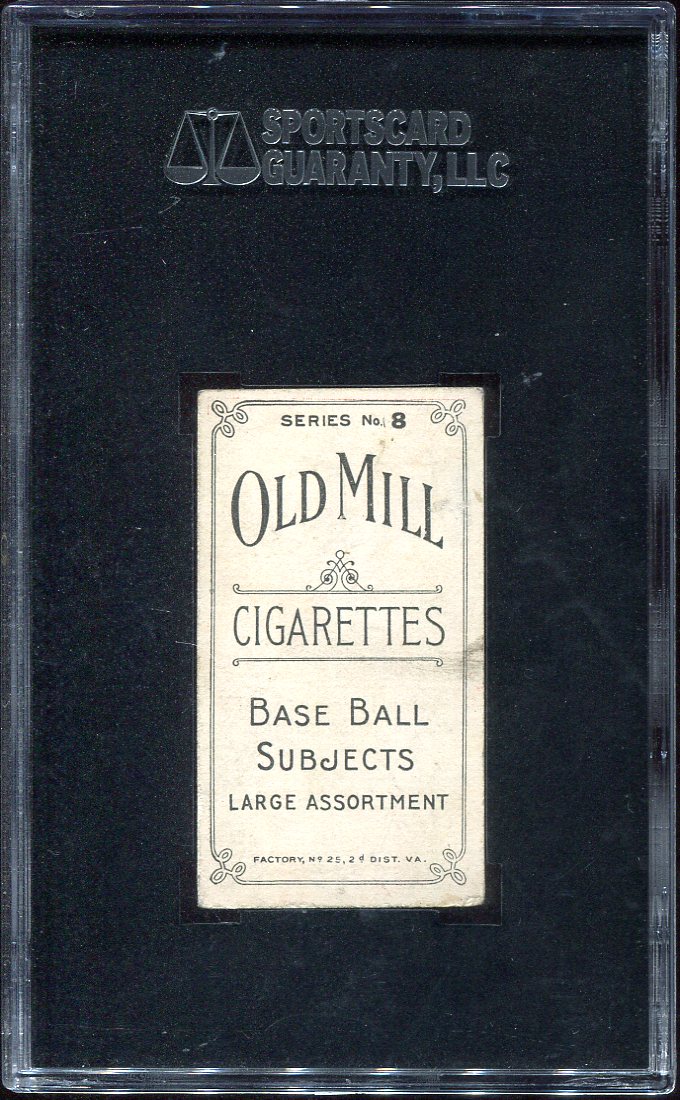 SPORTSCARD
GUARANTY, LLC
SERIES No. 8
OLD MILL
CIGARETTES
BASE BALL
SUBJECTS
LARGE ASSORTMENT
FACTORY, Nº 25, 2d DIST. VA.